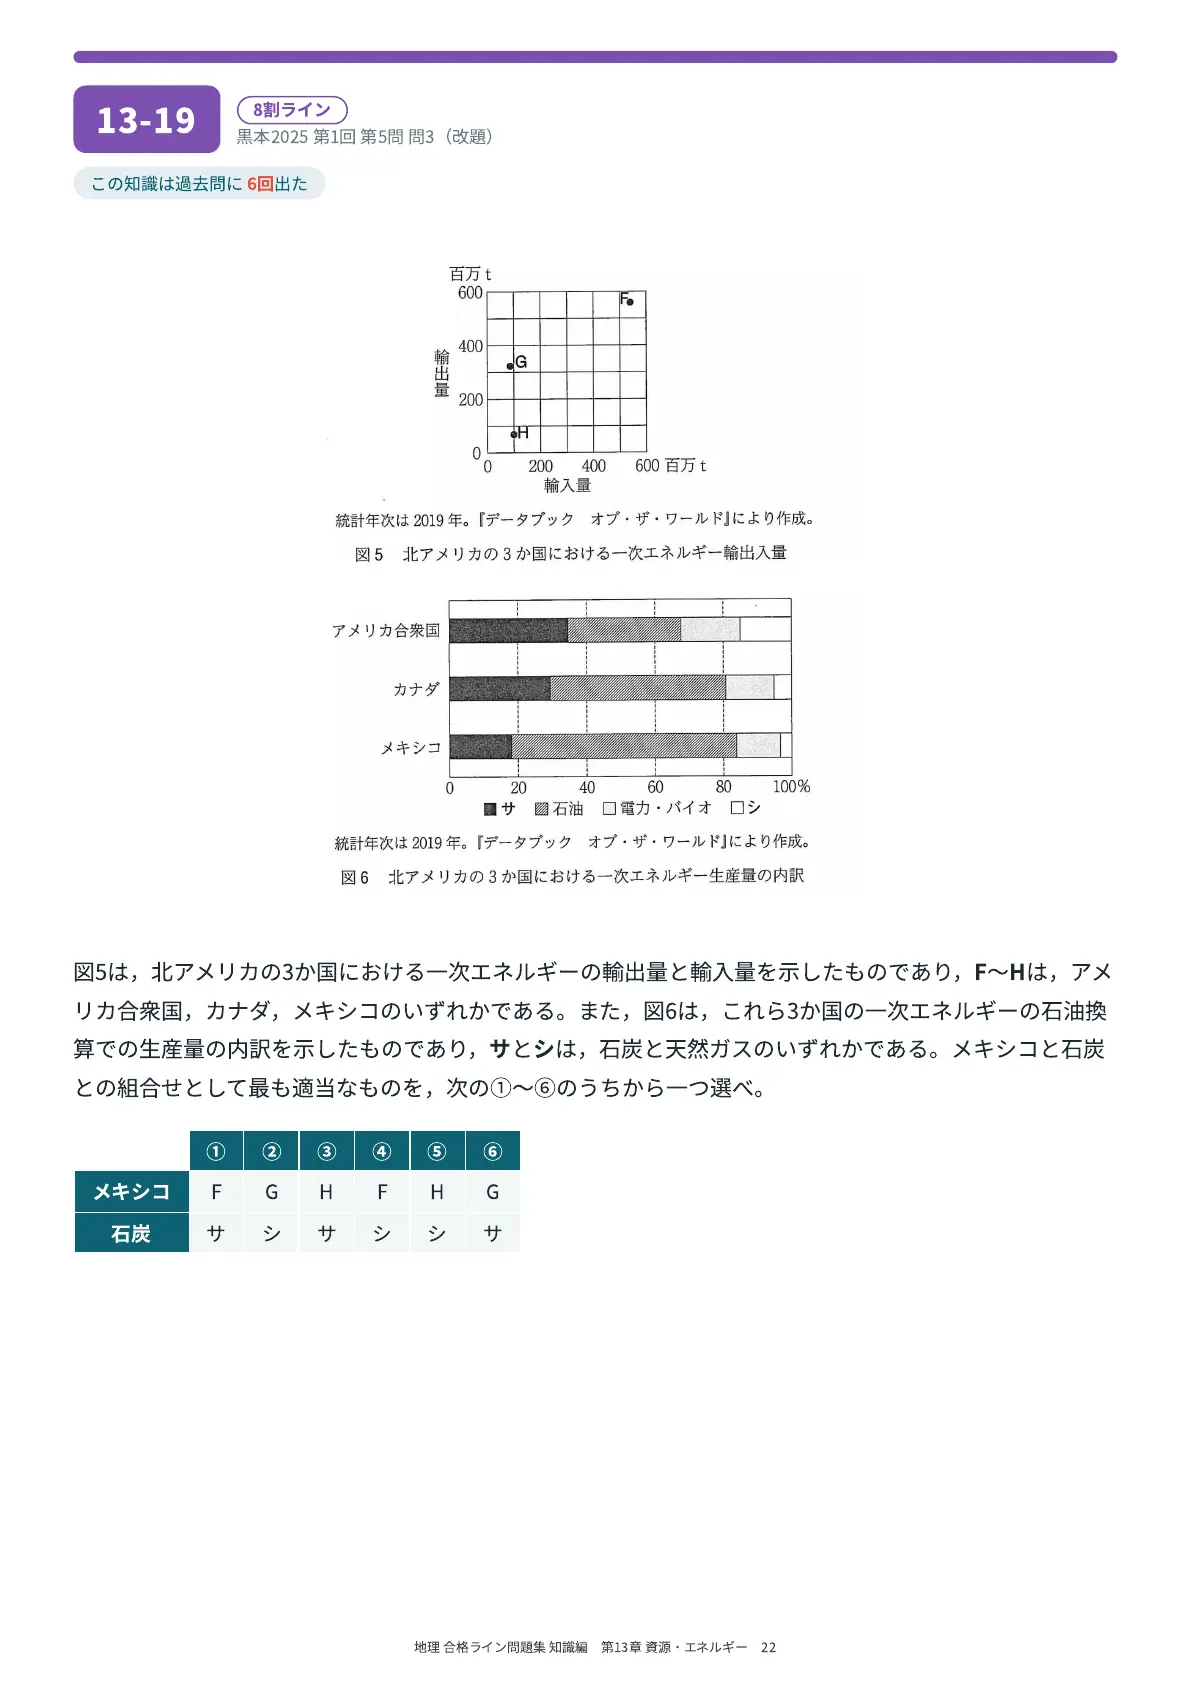 13-19
8割ライン
黒本2025 第1回 第5問 問3（改題）
この知識は過去問に 6回出た
百万 t
600
400
200
0
輸出量
F
G
H
0 200 400 600 百万 t
輸入量
統計年次は 2019 年。『データブック　オブ・ザ・ワールド』により作成。
図 5　北アメリカの 3 か国における一次エネルギー輸出入量
アメリカ合衆国
カナダ
メキシコ
0 20 40 60 80 100%
サ 石油 電力・バイオ シ
統計年次は 2019 年。『データブック　オブ・ザ・ワールド』により作成。
図 6　北アメリカの 3 か国における一次エネルギー生産量の内訳
図5は，北アメリカの3か国における一次エネルギーの輸出量と輸入量を示したものであり，F〜Hは，アメ
リカ合衆国，カナダ，メキシコのいずれかである。また，図6は，これら3か国の一次エネルギーの石油換
算での生産量の内訳を示したものであり，サとシは，石炭と天然ガスのいずれかである。メキシコと石炭
との組合せとして最も適当なものを，次の①〜⑥のうちから一つ選べ。
① ② ③ ④ ⑤ ⑥
メキシコ F G H F H G
石炭 サ シ サ シ シ サ
地理 合格ライン問題集 知識編　第13章 資源・エネルギー　22